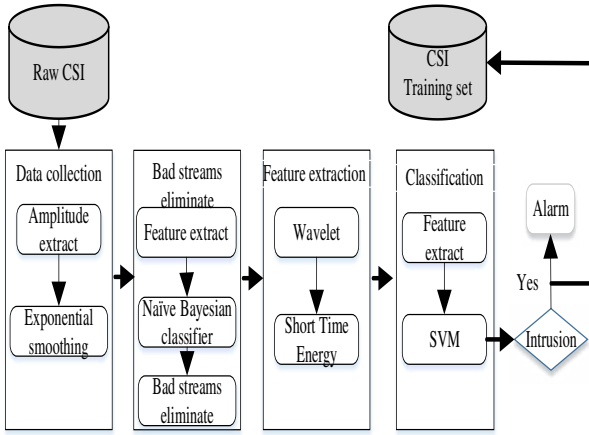 Raw CSI
CSI
Training set
Data collection
Amplitude
extract
Exponential
smoothing
Bad streams
eliminate
Feature extract
Naïve Bayesian
classifier
Bad streams
eliminate
Feature extraction
Wavelet
Short Time
Energy
Classification
Feature
extract
SVM
Alarm
Yes
Intrusion